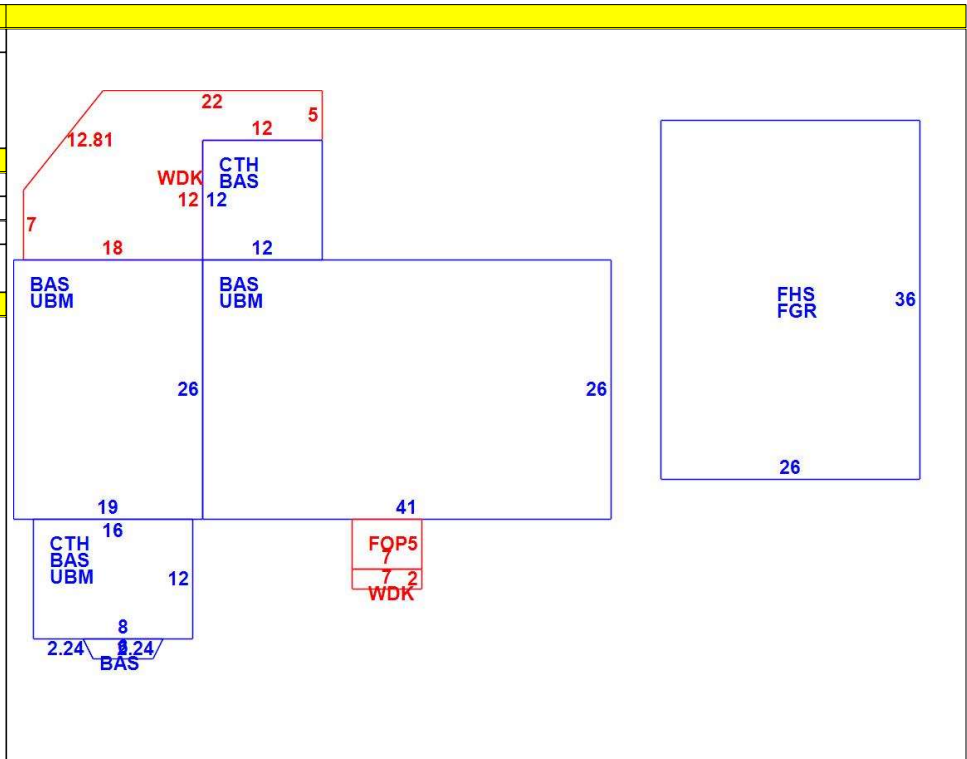 22
5
12
12.81
CTH
BAS
WDK
12 12
7
18
12
BAS
UBM
BAS
UBM
FHS
FGR
36
26
26
26
19
41
16
CTH
BAS
UBM
12
FOP5
7
7 2
WDK
8
2.24
2.24
BAS